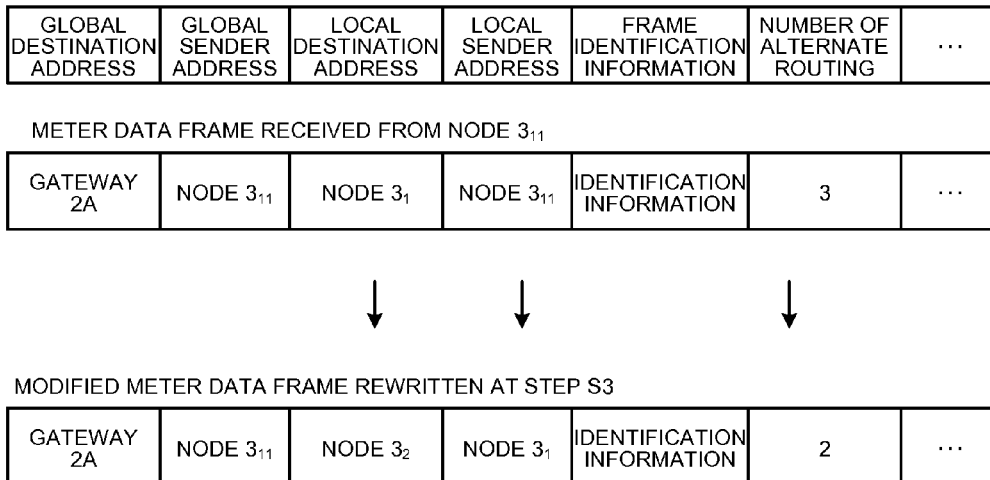 GLOBAL DESTINATION ADDRESS
GLOBAL SENDER ADDRESS
LOCAL DESTINATION ADDRESS
LOCAL SENDER ADDRESS
FRAME IDENTIFICATION INFORMATION
NUMBER OF ALTERNATE ROUTING
...
METER DATA FRAME RECEIVED FROM NODE 3₁₁
GATEWAY 2A
NODE 3₁₁
NODE 3₁
NODE 3₁₁
IDENTIFICATION INFORMATION
3
...
MODIFIED METER DATA FRAME REWRITTEN AT STEP S3
GATEWAY 2A
NODE 3₁₁
NODE 3₂
NODE 3₁
IDENTIFICATION INFORMATION
2
...